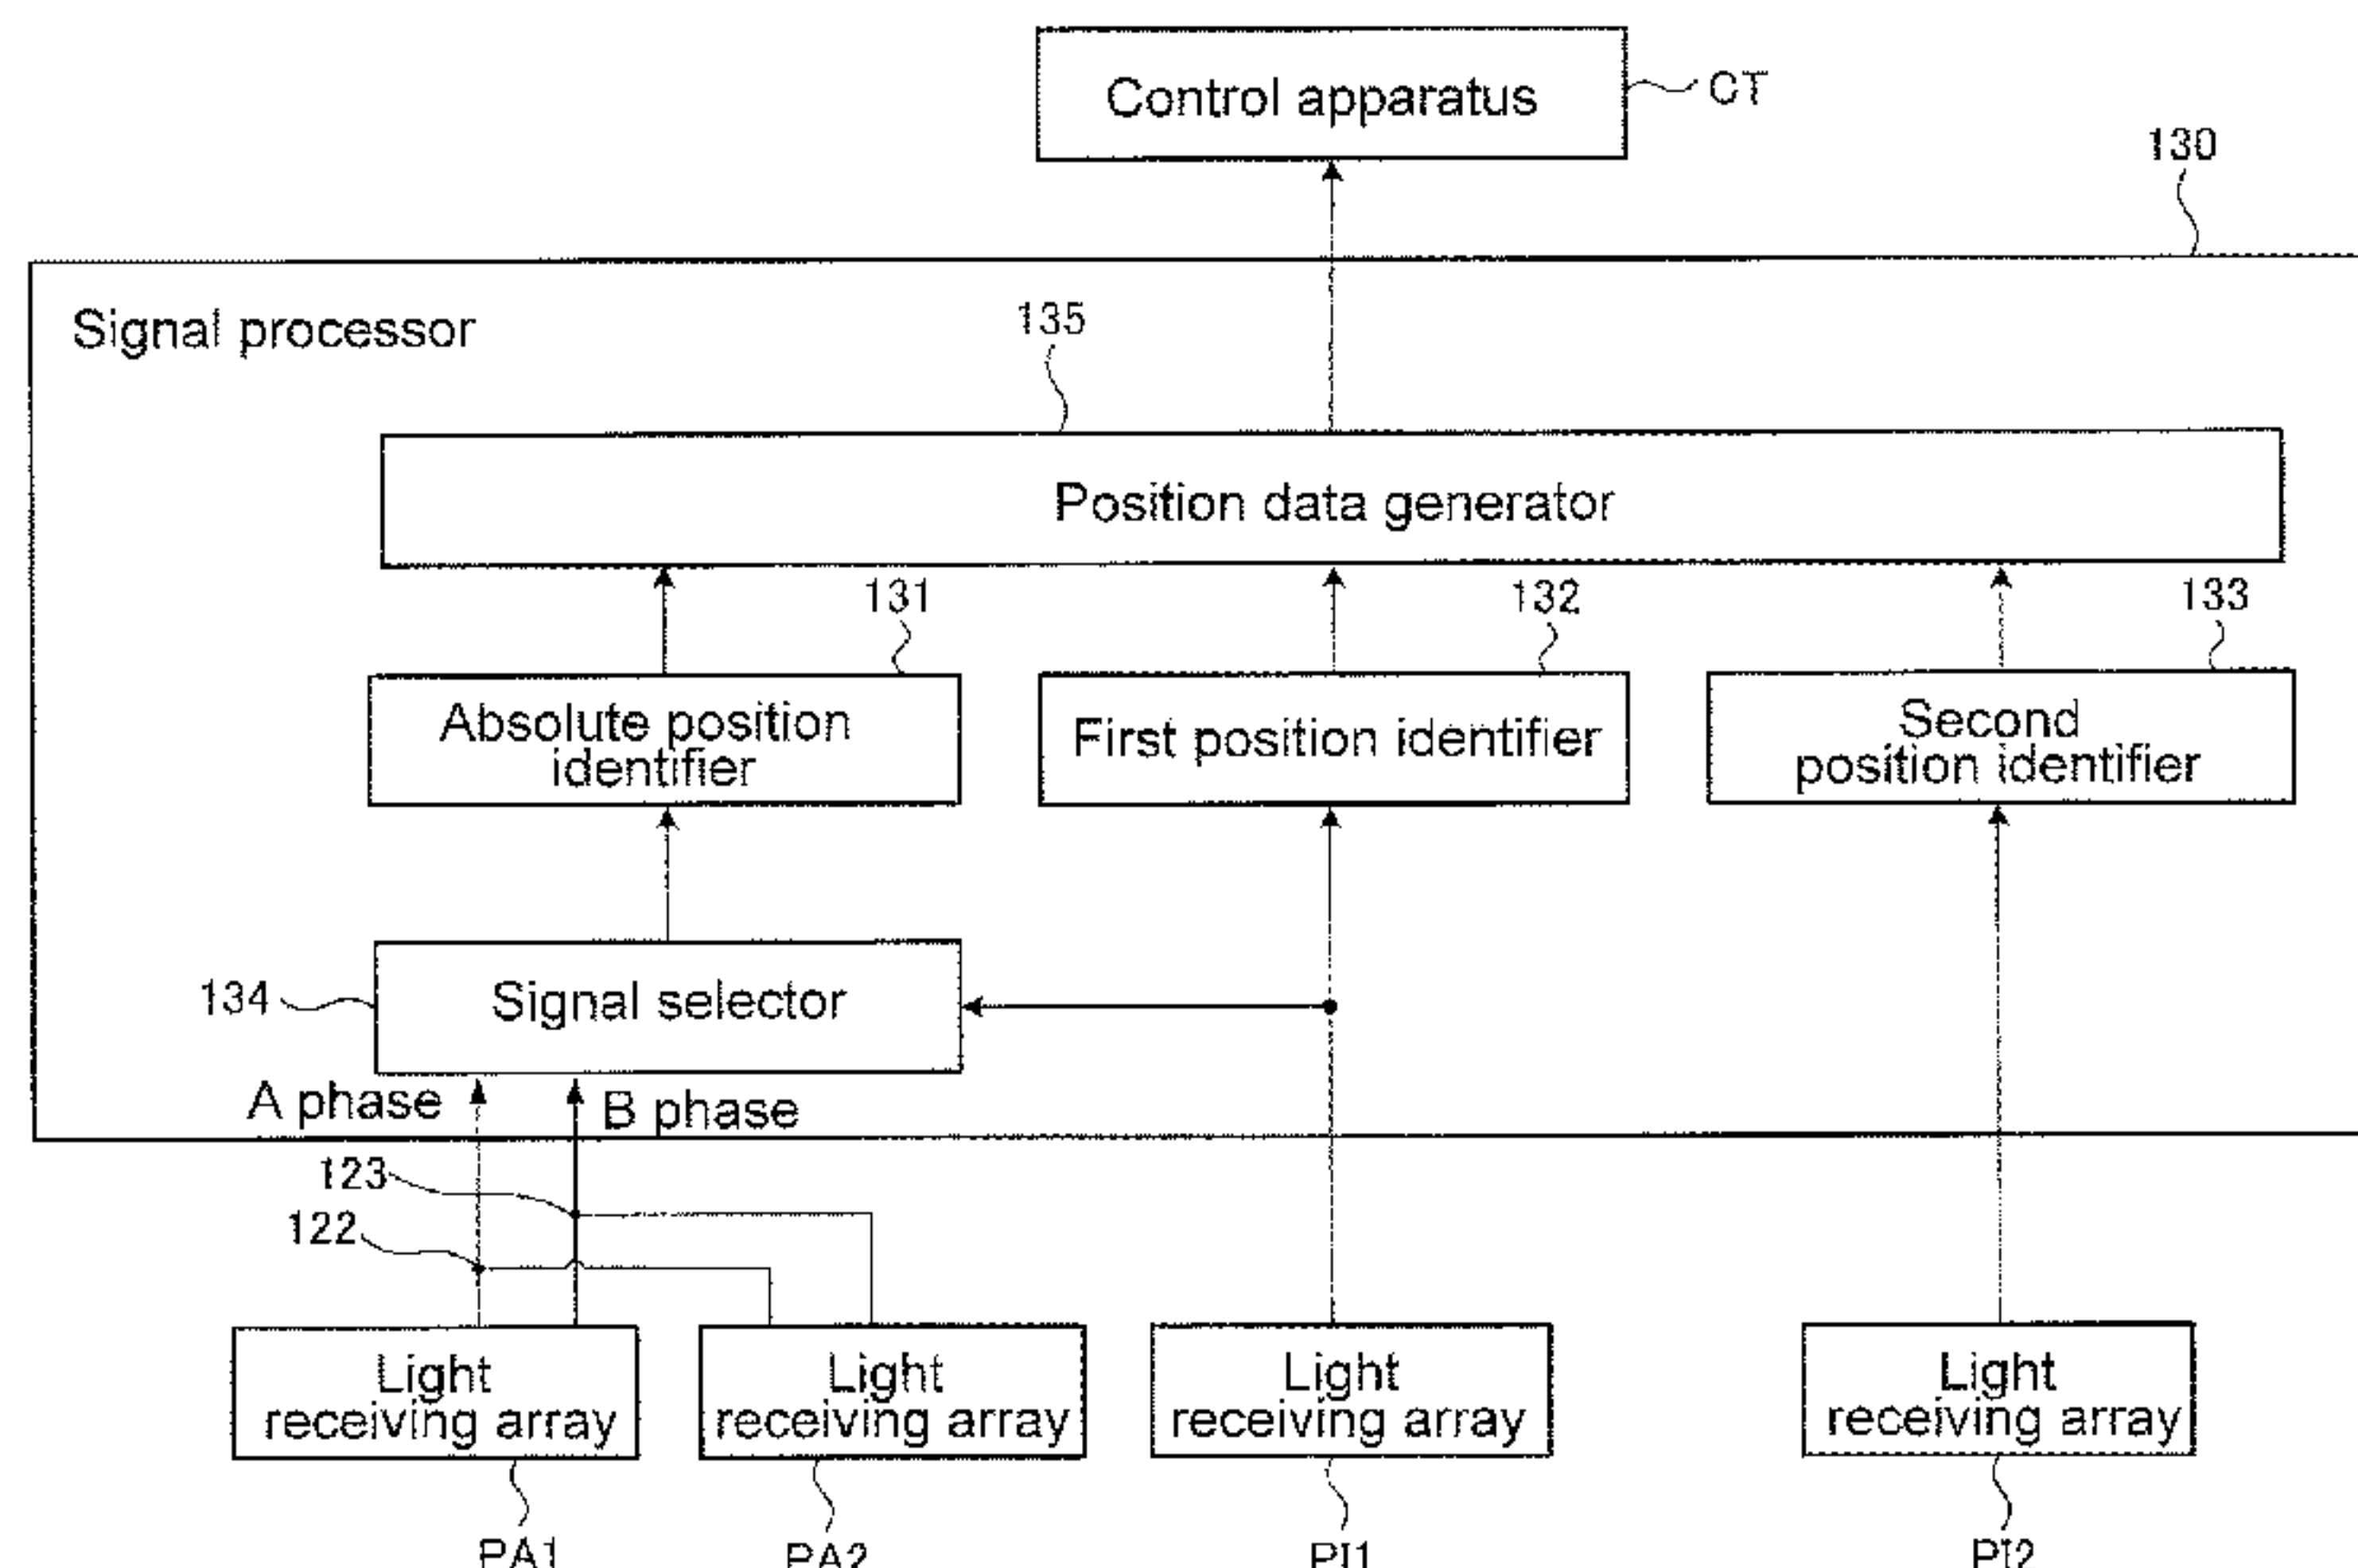 Control apparatus
CT
130
Signal processor
135
Position data generator
131
132
133
Absolute position
identifier
First position identifier
Second
position identifier
134
Signal selector
A phase
B phase
123
122
Light
receiving array
Light
receiving array
Light
receiving array
Light
receiving array
PA1
PA2
PI1
PI2